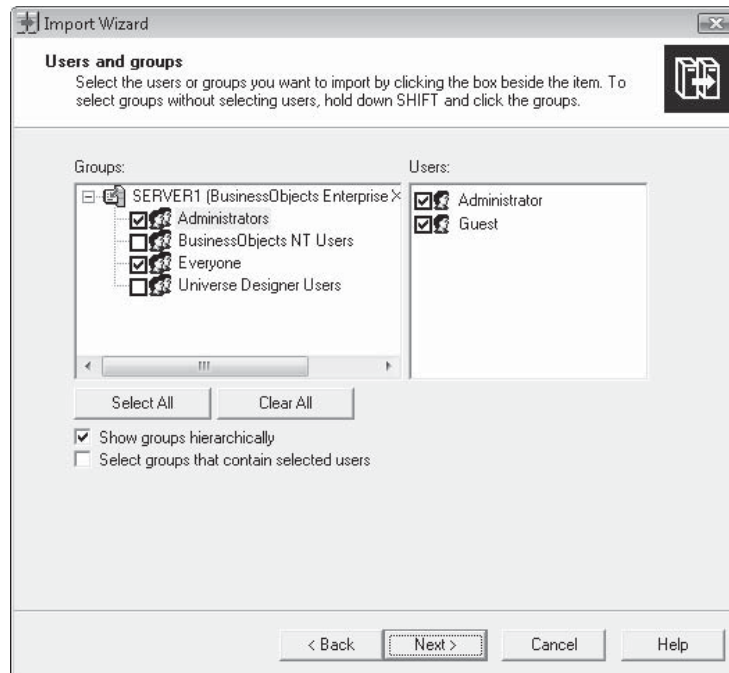 Import Wizard
Users and groups
Select the users or groups you want to import by clicking the box beside the item. To
select groups without selecting users, hold down SHIFT and click the groups.
Groups:
SERVER1 (BusinessObjects Enterprise X
Administrators
BusinessObjects NT Users
Everyone
Universe Designer Users
Users:
Administrator
Guest
Select All
Clear All
Show groups hierarchically
Select groups that contain selected users
< Back
Next >
Cancel
Help